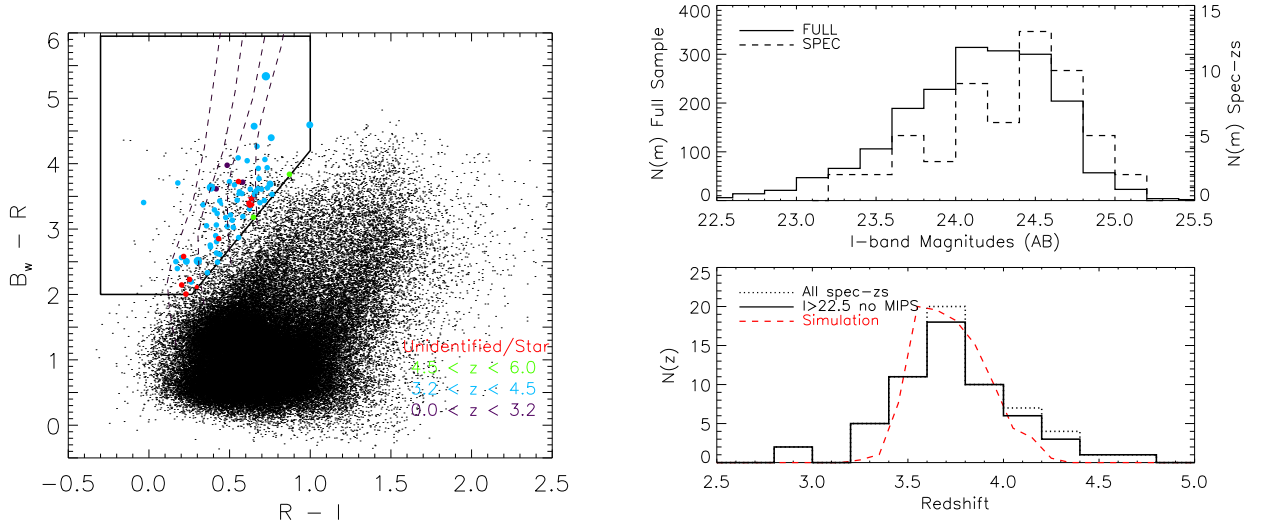 6
5
4
3
2
1
0
B_w − R
−0.5 0.0 0.5 1.0 1.5 2.0 2.5
R − I
Unidentified/Star
4.5 < z < 6.0
3.2 < z < 4.5
0.0 < z < 3.2
400
300
200
100
0
N(m) Full Sample
FULL
SPEC
15
10
5
0
N(m) Spec−zs
22.5 23.0 23.5 24.0 24.5 25.0 25.5
I−band Magnitudes (AB)
25
20
15
10
5
0
N(z)
All spec−zs
I>22.5 no MIPS
Simulation
2.5 3.0 3.5 4.0 4.5 5.0
Redshift